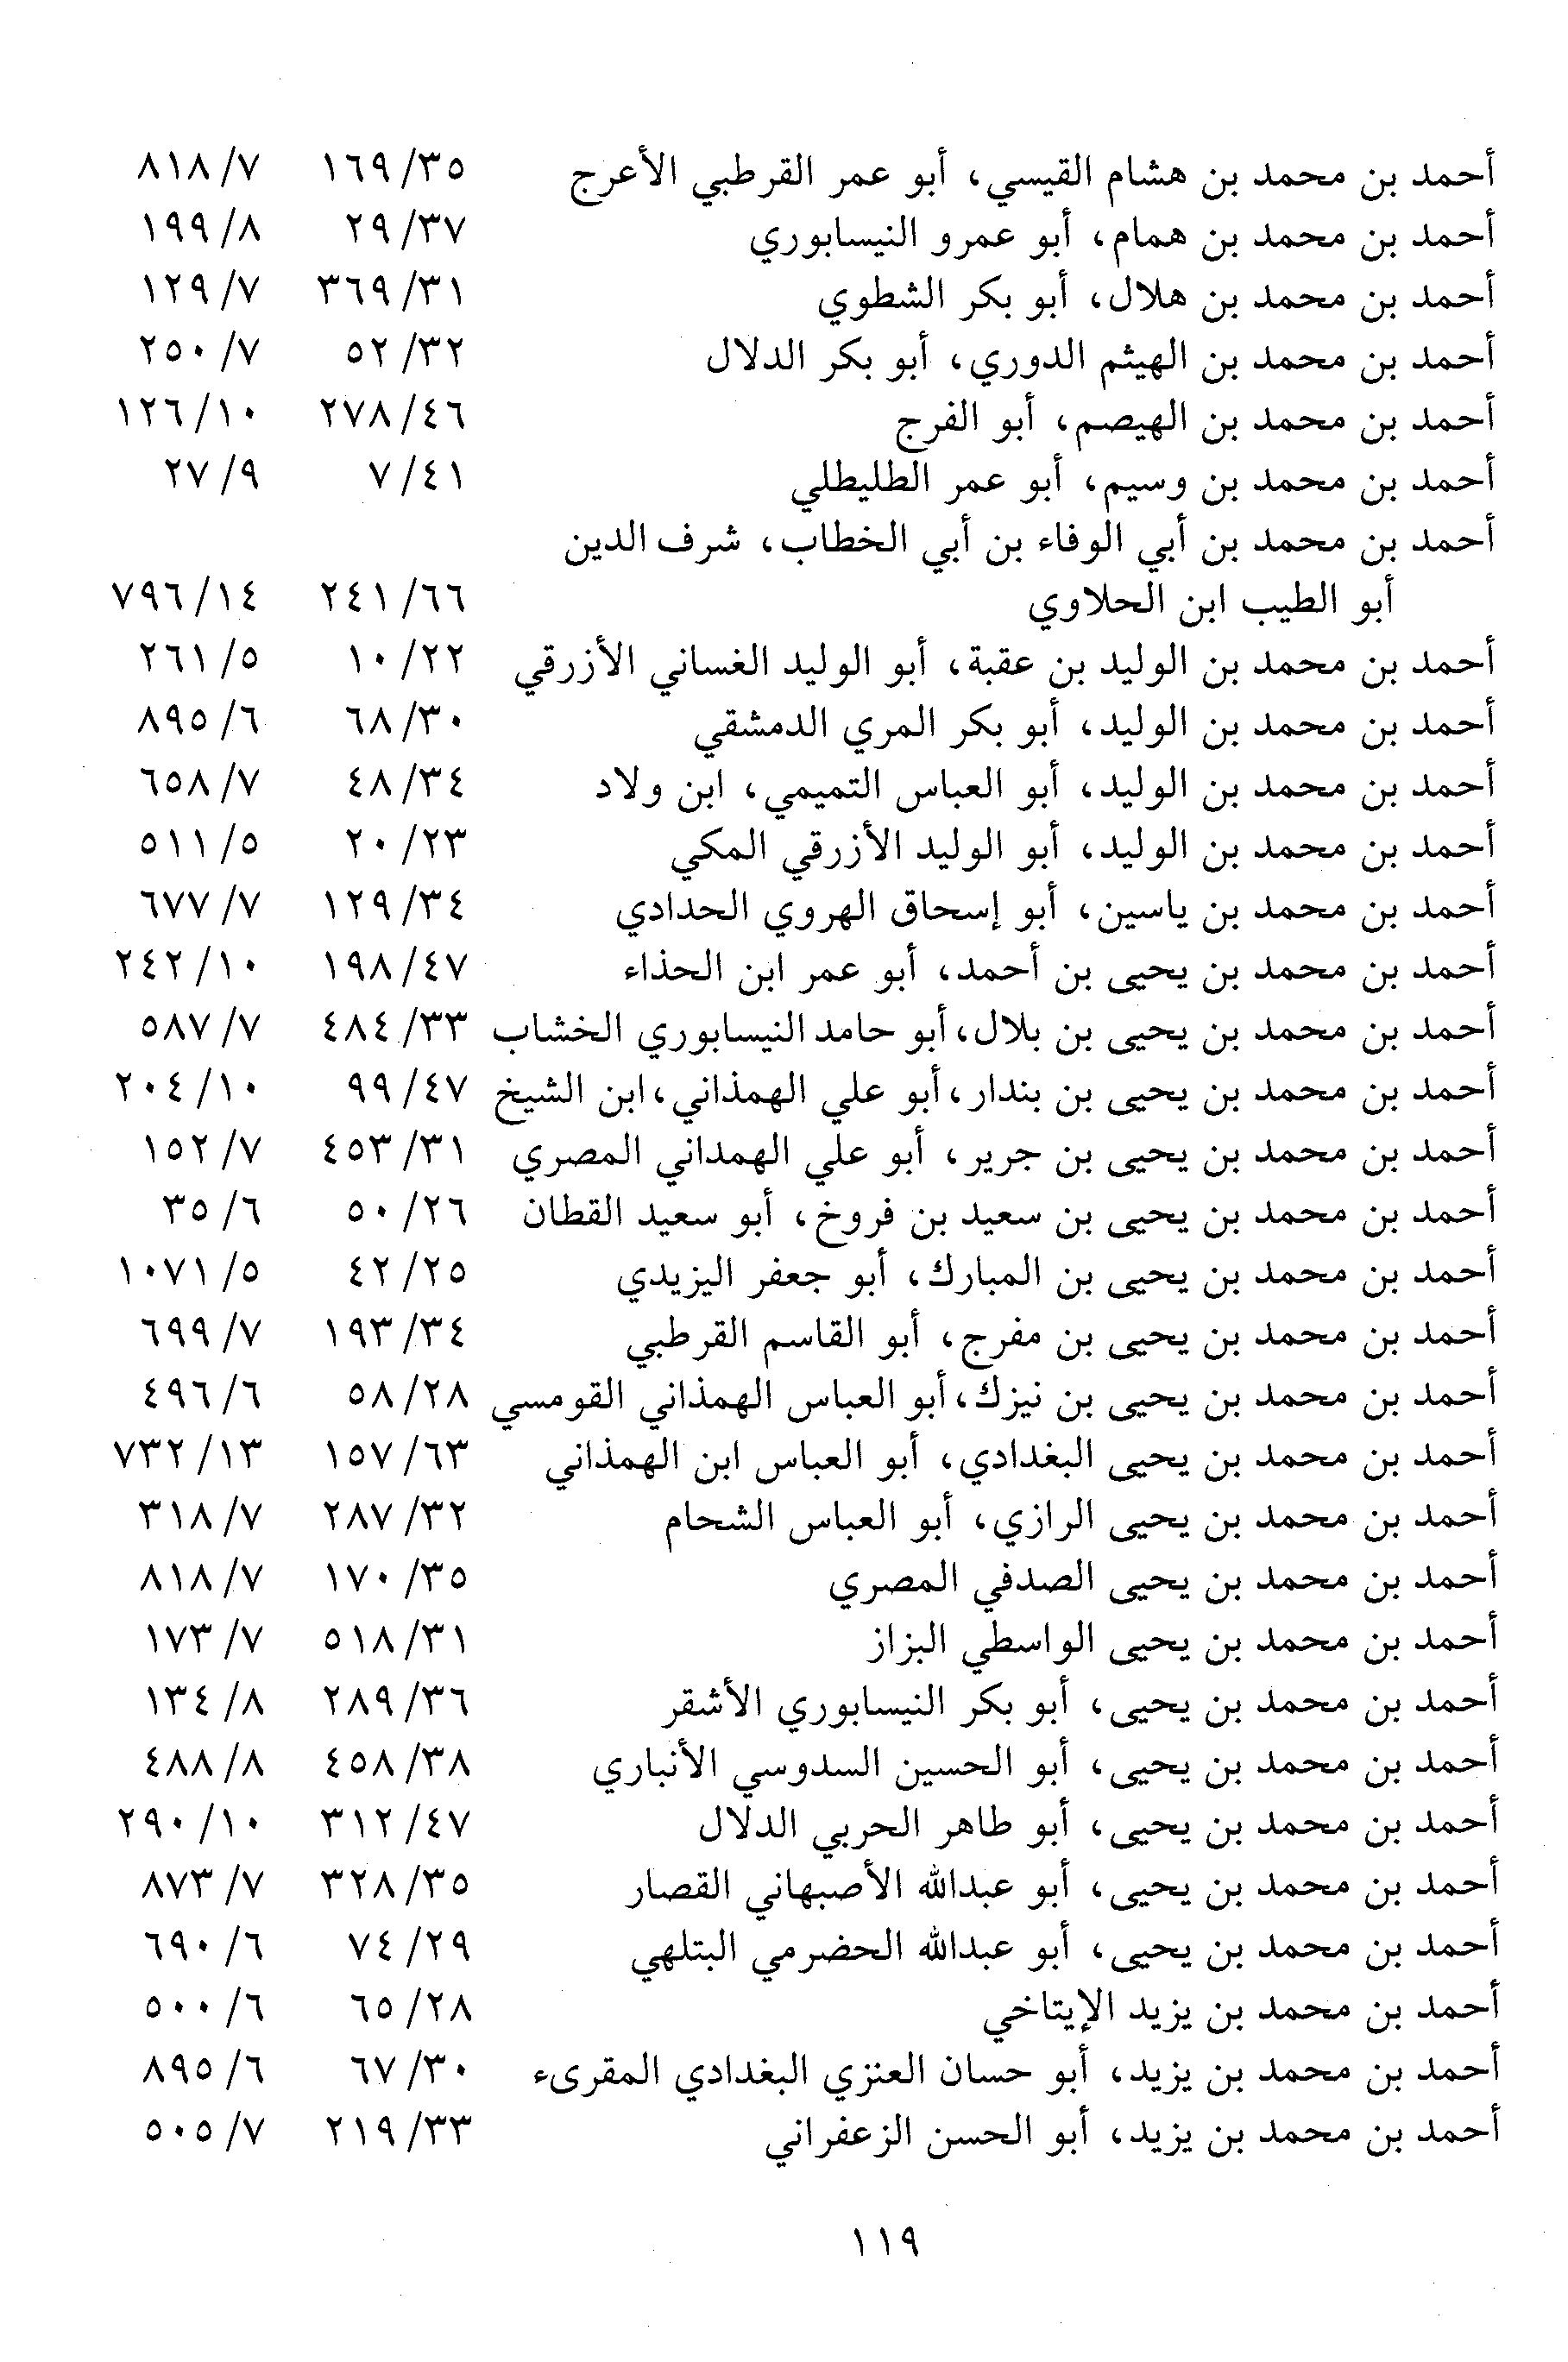 أحمد بن محمد بن هشام القيسي، أبو عمر القرطبي الأعرج ٣٥/ ١٦٩ ٧/ ٨١٨
أحمد بن محمد بن همام، أبو عمرو النيسابوري ٣٧/ ٢٩ ٨/ ١٩٩
أحمد بن محمد بن هلال، أبو بكر الشطوي ٣١/ ٣٦٩ ٧/ ١٢٩
أحمد بن محمد بن الهيثم الدوري، أبو بكر الدلال ٣٢/ ٥٢ ٧/ ٢٥٠
أحمد بن محمد بن الهيصم، أبو الفرج ٤٦/ ٢٧٨ ١٠/ ١٢٦
أحمد بن محمد بن وسيم، أبو عمر الطليطلي ٤١/ ٧ ٩/ ٢٧
أحمد بن محمد بن أبي الوفاء بن أبي الخطاب، شرف الدين
أبو الطيب ابن الحلاوي ٦٦/ ٢٤١ ١٤/ ٧٩٦
أحمد بن محمد بن الوليد بن عقبة، أبو الوليد الغساني الأزرقي ٢٢/ ١٠ ٥/ ٢٦١
أحمد بن محمد بن الوليد، أبو بكر المري الدمشقي ٣٠/ ٦٨ ٦/ ٨٩٥
أحمد بن محمد بن الوليد، أبو العباس التميمي، ابن ولاد ٣٤/ ٤٨ ٧/ ٦٥٨
أحمد بن محمد بن الوليد، أبو الوليد الأزرقي المكي ٢٣/ ٢٠ ٥/ ٥١١
أحمد بن محمد بن ياسين، أبو إسحاق الهروي الحدادي ٣٤/ ١٢٩ ٧/ ٦٧٧
أحمد بن محمد بن يحيى بن أحمد، أبو عمر ابن الحذاء ٤٧/ ١٩٨ ١٠/ ٢٤٢
أحمد بن محمد بن يحيى بن بلال، أبو حامد النيسابوري الخشاب ٣٣/ ٤٨٤ ٧/ ٥٨٧
أحمد بن محمد بن يحيى بن بندار، أبو علي الهمذاني، ابن الشيخ ٤٧/ ٩٩ ١٠/ ٢٠٤
أحمد بن محمد بن يحيى بن جرير، أبو علي الهمداني المصري ٣١/ ٤٥٣ ٧/ ١٥٢
أحمد بن محمد بن يحيى بن سعيد بن فروخ، أبو سعيد القطان ٢٦/ ٥٠ ٦/ ٣٥
أحمد بن محمد بن يحيى بن المبارك، أبو جعفر اليزيدي ٢٥/ ٤٢ ٥/ ١٠٧١
أحمد بن محمد بن يحيى بن مفرج، أبو القاسم القرطبي ٣٤/ ١٩٣ ٧/ ٦٩٩
أحمد بن محمد بن يحيى بن نيزك، أبو العباس الهمذاني القومسي ٢٨/ ٥٨ ٦/ ٤٩٦
أحمد بن محمد بن يحيى البغدادي، أبو العباس ابن الهمذاني ٦٣/ ١٥٧ ١٣/ ٧٣٢
أحمد بن محمد بن يحيى الرازي، أبو العباس الشحام ٣٢/ ٢٨٧ ٧/ ٣١٨
أحمد بن محمد بن يحيى الصدفي المصري ٣٥/ ١٧٠ ٧/ ٨١٨
أحمد بن محمد بن يحيى الواسطي البزاز ٣١/ ٥١٨ ٧/ ١٧٣
أحمد بن محمد بن يحيى، أبو بكر النيسابوري الأشقر ٣٦/ ٢٨٩ ٨/ ١٣٤
أحمد بن محمد بن يحيى، أبو الحسين السدوسي الأنباري ٣٨/ ٤٥٨ ٨/ ٤٨٨
أحمد بن محمد بن يحيى، أبو طاهر الحربي الدلال ٤٧/ ٣١٢ ١٠/ ٢٩٠
أحمد بن محمد بن يحيى، أبو عبدالله الأصبهاني القصار ٣٥/ ٣٢٨ ٧/ ٨٧٣
أحمد بن محمد بن يحيى، أبو عبدالله الحضرمي البتلهي ٢٩/ ٧٤ ٦/ ٦٩٠
أحمد بن محمد بن يزيد الإيتاخي ٢٨/ ٦٥ ٦/ ٥٠٠
أحمد بن محمد بن يزيد، أبو حسان العنزي البغدادي المقرىء ٣٠/ ٦٧ ٦/ ٨٩٥
أحمد بن محمد بن يزيد، أبو الحسن الزعفراني ٣٣/ ٢١٩ ٧/ ٥٠٥
١١٩